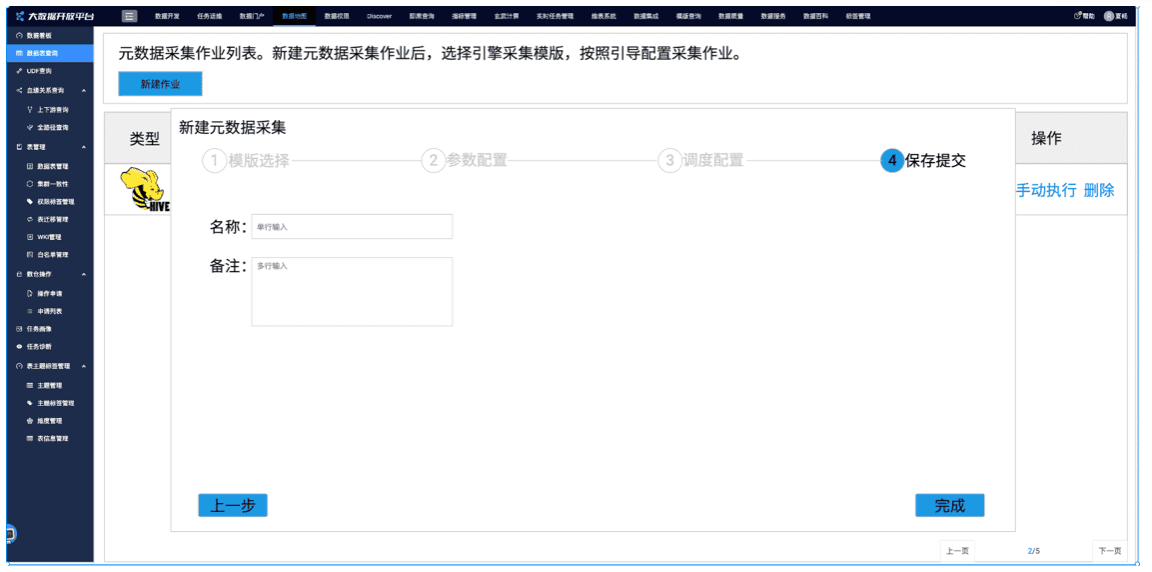 大数据开放平台
数据开发 任务运维 数据门户 数据地图 数据权限 Discover 即席查询 指标管理 玄武计算 实时任务管理 维表系统 数据集成 模版查询 数据质量 数据服务 数据百科 标签管理
帮助
数据看板
数据表查询
UDF查询
血缘关系查询
上下游查询
全路径查询
表管理
数据表管理
集群一致性
权限标签管理
表迁移管理
WIKI管理
白名单管理
数仓操作
操作申请
申请列表
任务画像
任务诊断
表主题标签管理
主题管理
主题标签管理
维度管理
表信息管理
元数据采集作业列表。新建元数据采集作业后，选择引擎采集模版，按照引导配置采集作业。
新建作业
类型 操作
HIVE 手动执行 删除
新建元数据采集
1 模版选择 2 参数配置 3 调度配置 4 保存提交
名称： 单行输入
备注： 多行输入
上一步 完成
上一页 2/5 下一页